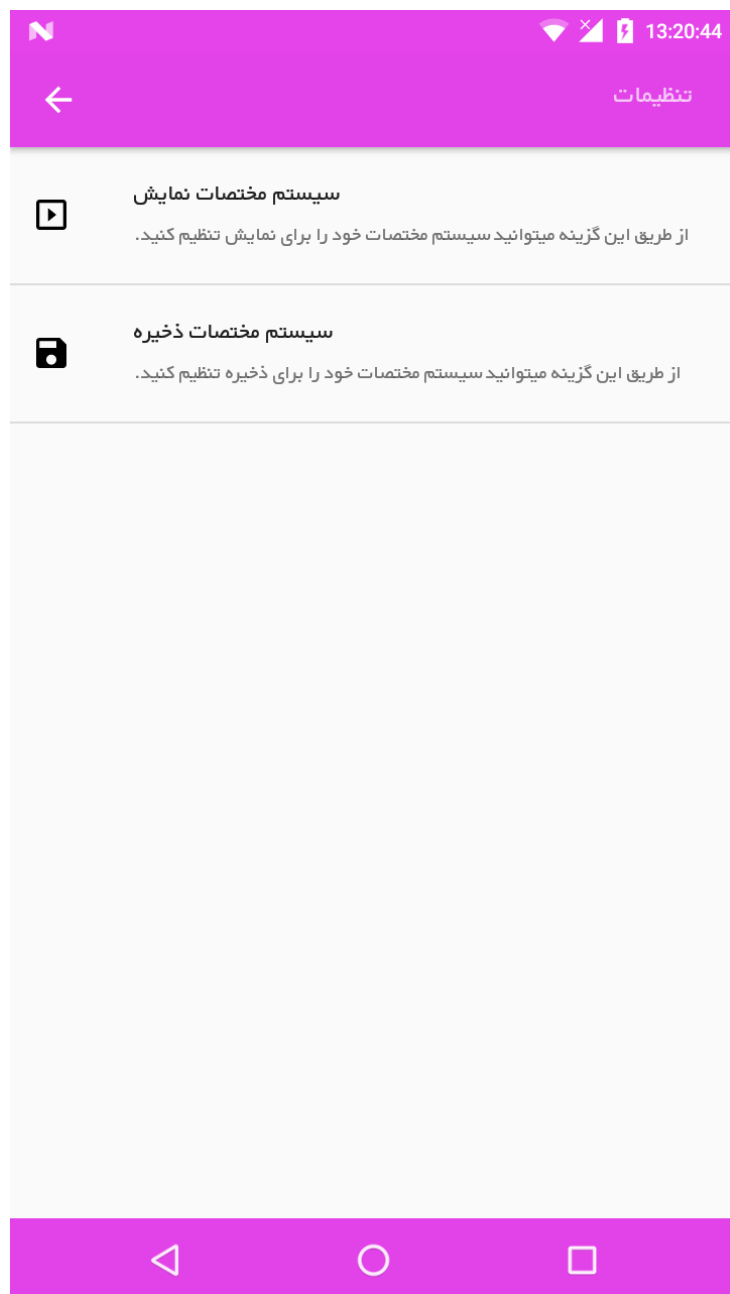 13:20:44
تنظیمات
سیستم مختصات نمایش
از طریق این گزینه میتوانید سیستم مختصات خود را برای نمایش تنظیم کنید.
سیستم مختصات ذخیره
از طریق این گزینه میتوانید سیستم مختصات خود را برای ذخیره تنظیم کنید.